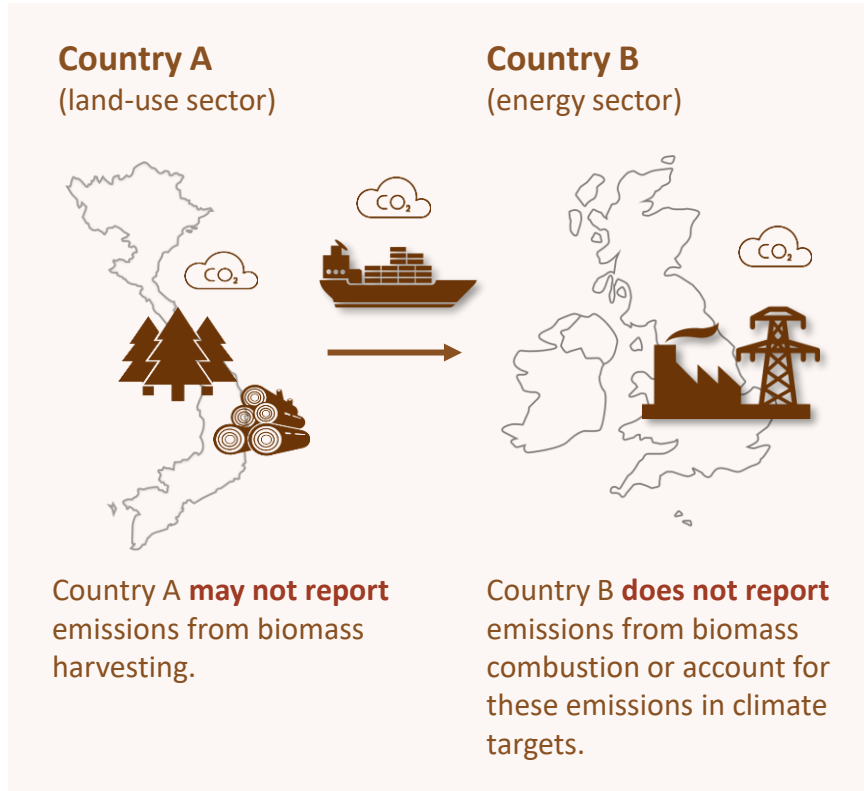 Country A
(land-use sector)
Country B
(energy sector)
CO₂
CO₂
CO₂
Country A may not report
emissions from biomass
harvesting.
Country B does not report
emissions from biomass
combustion or account for
these emissions in climate
targets.